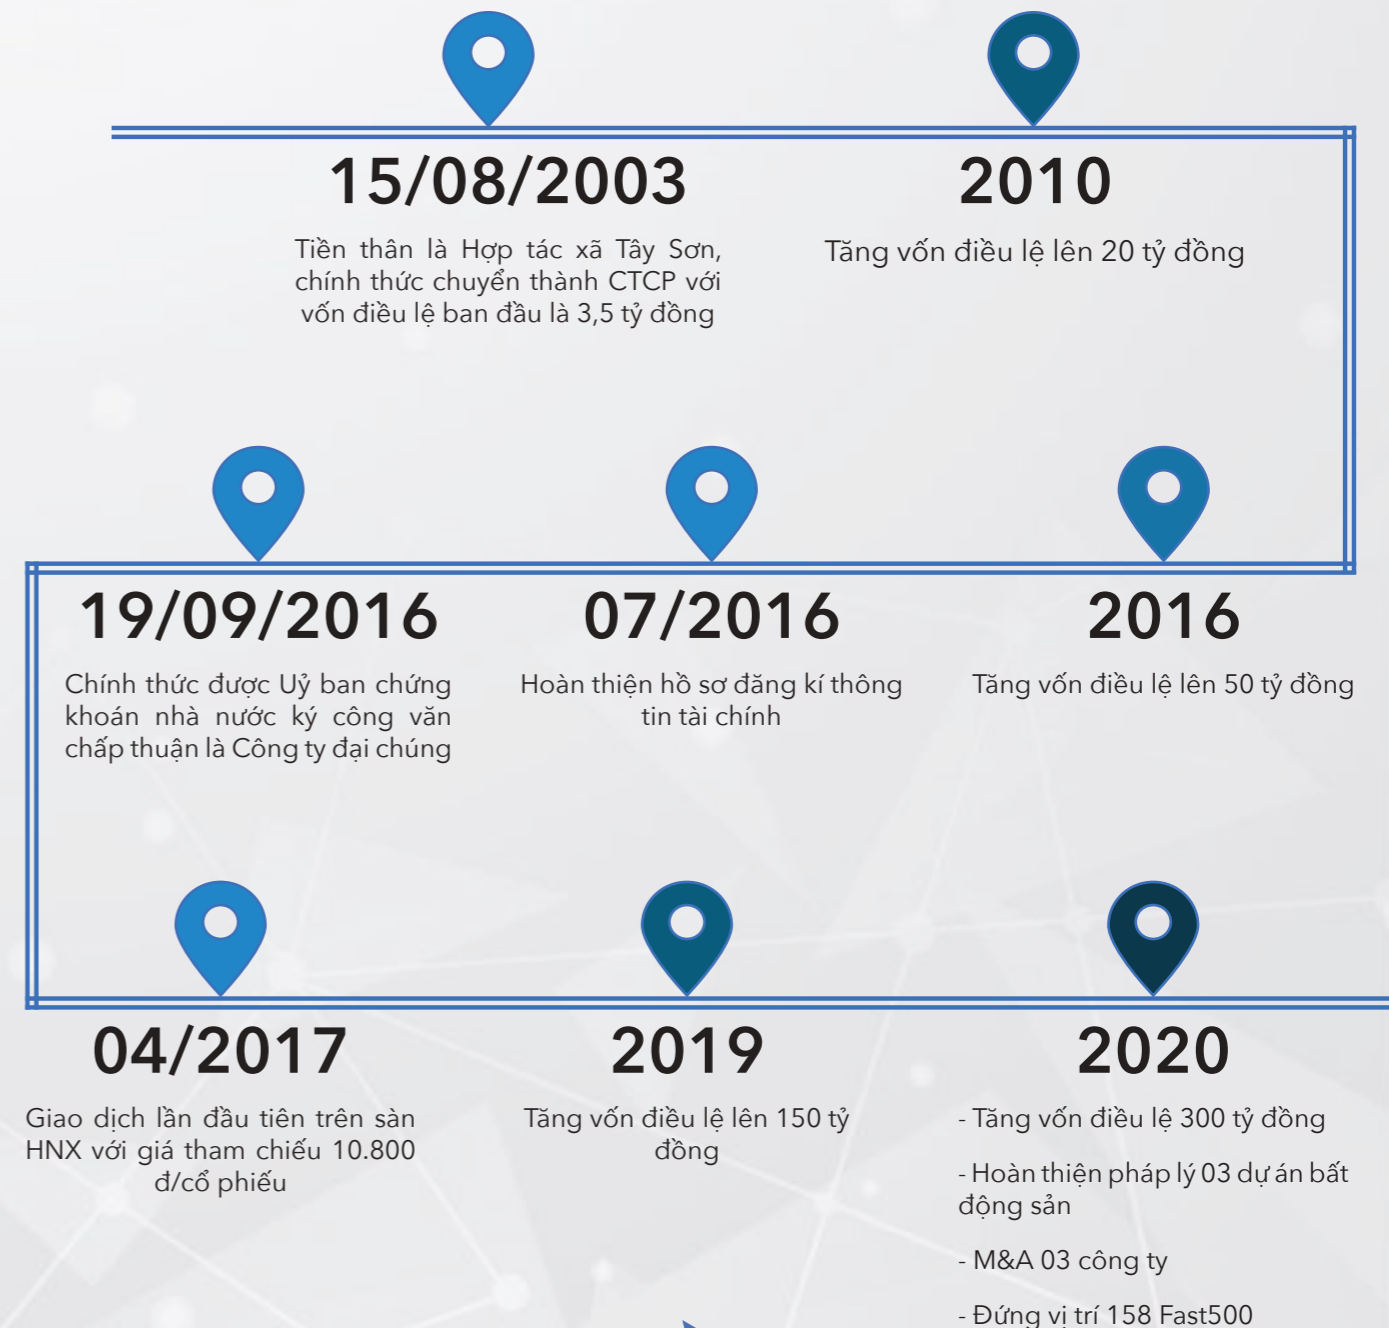 15/08/2003
Tiền thân là Hợp tác xã Tây Sơn,
chính thức chuyển thành CTCP với
vốn điều lệ ban đầu là 3,5 tỷ đồng
2010
Tăng vốn điều lệ lên 20 tỷ đồng
19/09/2016
Chính thức được Uỷ ban chứng
khoán nhà nước ký công văn
chấp thuận là Công ty đại chúng
07/2016
Hoàn thiện hồ sơ đăng kí thông
tin tài chính
2016
Tăng vốn điều lệ lên 50 tỷ đồng
04/2017
Giao dịch lần đầu tiên trên sàn
HNX với giá tham chiếu 10.800
đ/cổ phiếu
2019
Tăng vốn điều lệ lên 150 tỷ
đồng
2020
- Tăng vốn điều lệ 300 tỷ đồng
- Hoàn thiện pháp lý 03 dự án bất
động sản
- M&A 03 công ty
- Đứng vị trí 158 Fast500